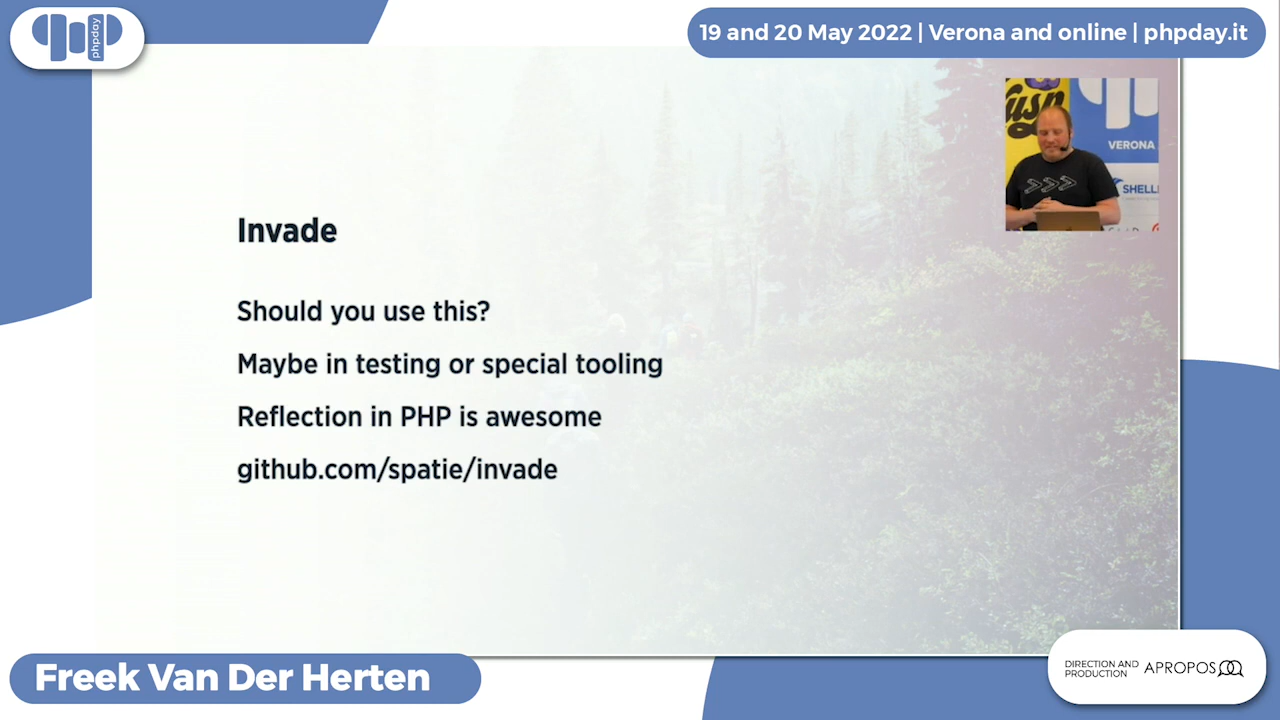 phpday
19 and 20 May 2022 | Verona and online | phpday.it
VERONA
SHELL
Invade
Should you use this?
Maybe in testing or special tooling
Reflection in PHP is awesome
github.com/spatie/invade
Freek Van Der Herten
DIRECTION AND
PRODUCTION
APROPOS